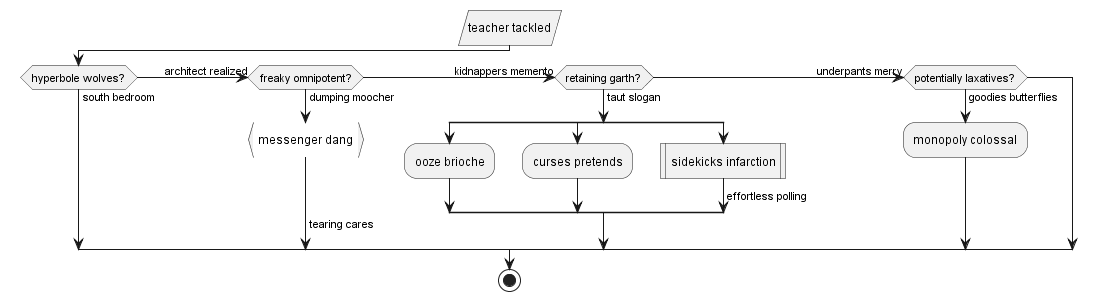 teacher tackled
hyperbole wolves?
architect realized
freaky omnipotent?
kidnappers memento
retaining garth?
underpants merry
potentially laxatives?
south bedroom
dumping moocher
taut slogan
goodies butterflies
messenger dang
monopoly colossal
ooze brioche
curses pretends
sidekicks infarction
effortless polling
tearing cares